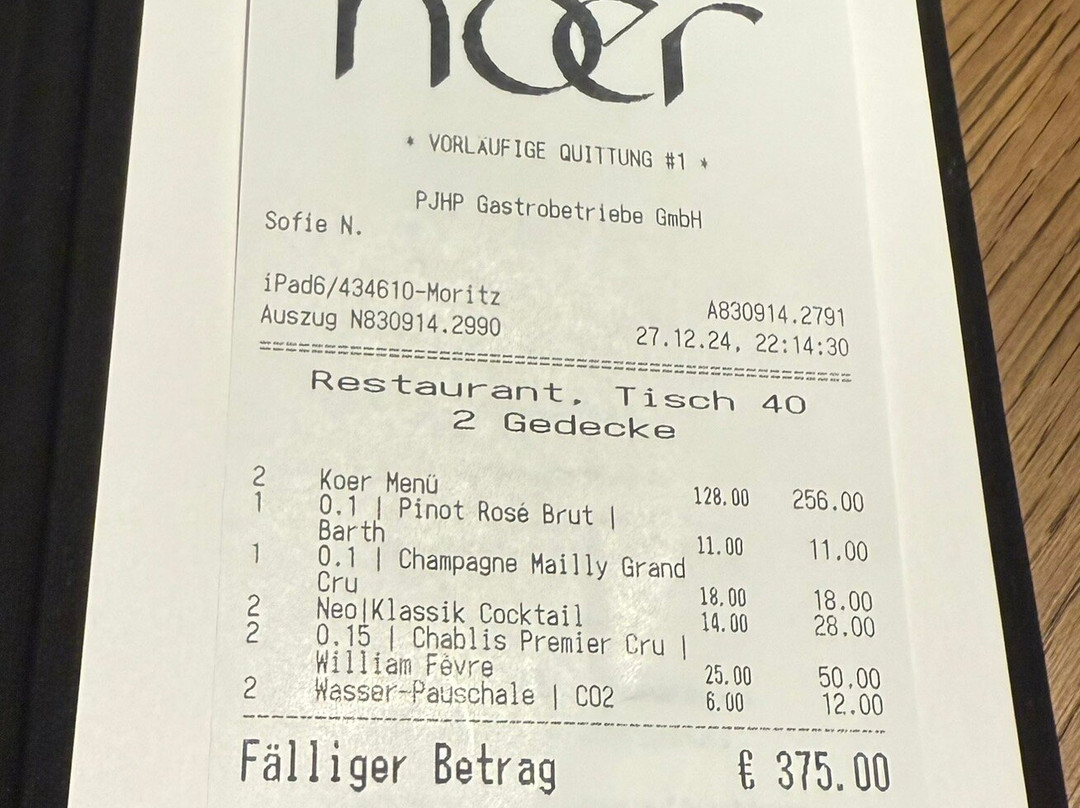 koer
* VORLÄUFIGE QUITTUNG #1 *
PJHP Gastrobetriebe GmbH
Sofie N.
iPad6/434610-Moritz A830914.2791
Auszug N830914.2990 27.12.24, 22:14:30
Restaurant, Tisch 40
2 Gedecke
2 Koer Menü 128.00 256.00
1 0.1 | Pinot Rosé Brut |
Barth 11.00 11.00
1 0.1 | Champagne Mailly Grand
Cru 18.00 18.00
2 Neo|Klassik Cocktail 14.00 28.00
2 0.15 | Chablis Premier Cru |
William Fèvre 25.00 50.00
2 Wasser-Pauschale | CO2 6.00 12.00
Fälliger Betrag € 375.00